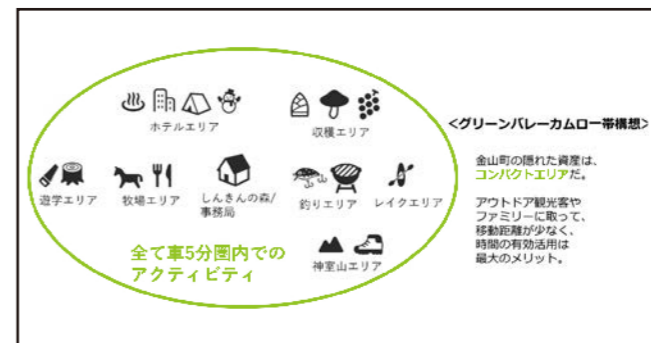 ホテルエリア
収穫エリア
<グリーンバレーカムロ一帯構想>
金山町の隠れた資産は、
コンパクトエリアだ。
遊学エリア
牧場エリア
しんきんの森/
事務局
釣りエリア
レイクエリア
アウトドア観光客や
ファミリーに取って、
移動距離が少なく、
時間の有効活用は
最大のメリット。
全て車5分圏内での
アクティビティ
神室山エリア